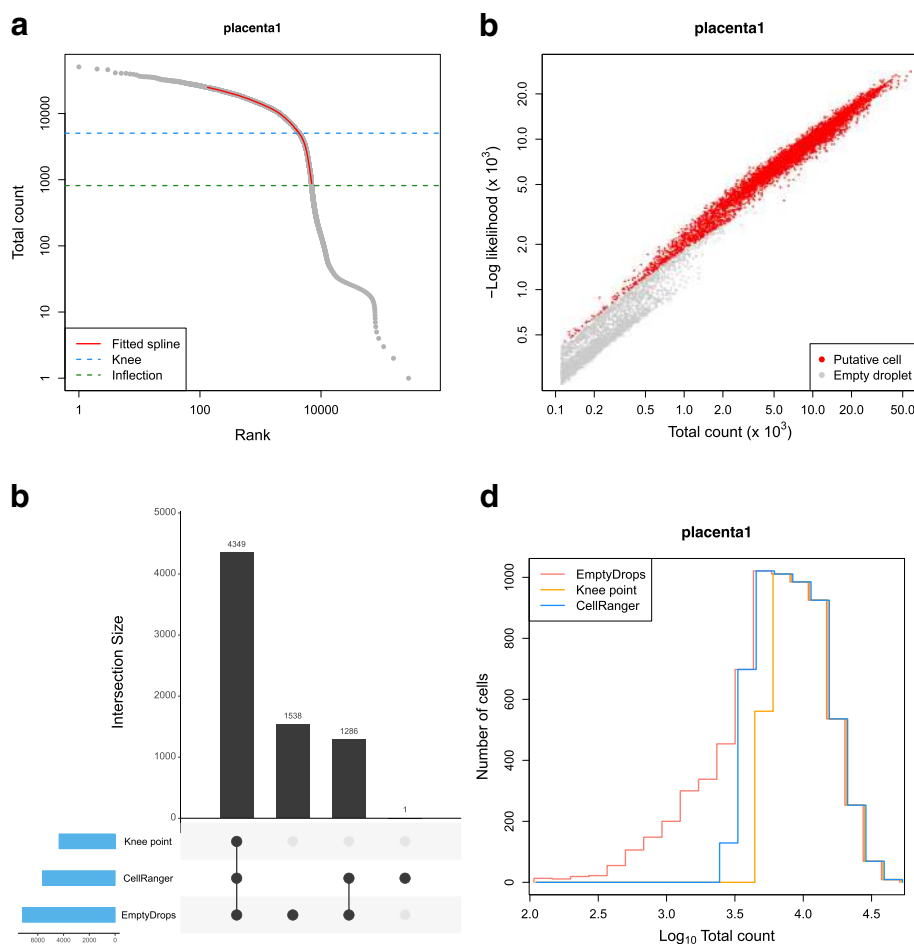 a
placenta1
Total count
10000
1000
100
10
1
Fitted spline
Knee
Inflection
1
100
10000
Rank
b
placenta1
−Log likelihood (x 10³)
20.0
10.0
5.0
2.0
1.0
0.5
Putative cell
Empty droplet
0.1
0.2
0.5
1.0
2.0
5.0
10.0
20.0
50.0
Total count (x 10³)
b
Intersection Size
5000
4000
3000
2000
1000
0
4349
1538
1286
1
Knee point
CellRanger
EmptyDrops
6000
4000
2000
0
d
placenta1
Number of cells
1000
800
600
400
200
0
EmptyDrops
Knee point
CellRanger
2.0
2.5
3.0
3.5
4.0
4.5
Log₁₀ Total count